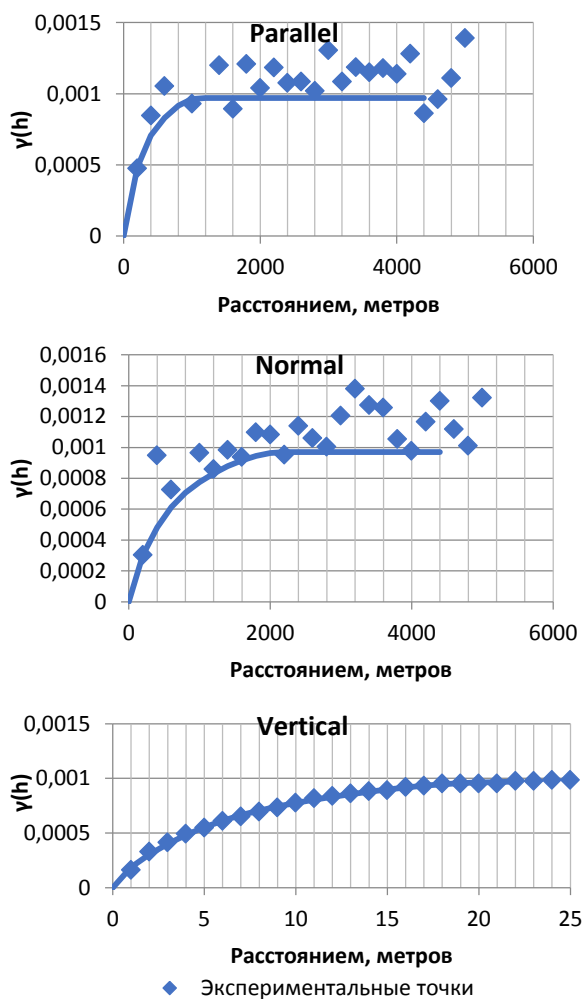 Parallel
0,0015
0,001
0,0005
0
γ(h)
0 2000 4000 6000
Расстоянием, метров
Normal
0,0016
0,0014
0,0012
0,001
0,0008
0,0006
0,0004
0,0002
0
γ(h)
0 2000 4000 6000
Расстоянием, метров
Vertical
0,0015
0,001
0,0005
0
γ(h)
0 5 10 15 20 25
Расстоянием, метров
Экспериментальные точки